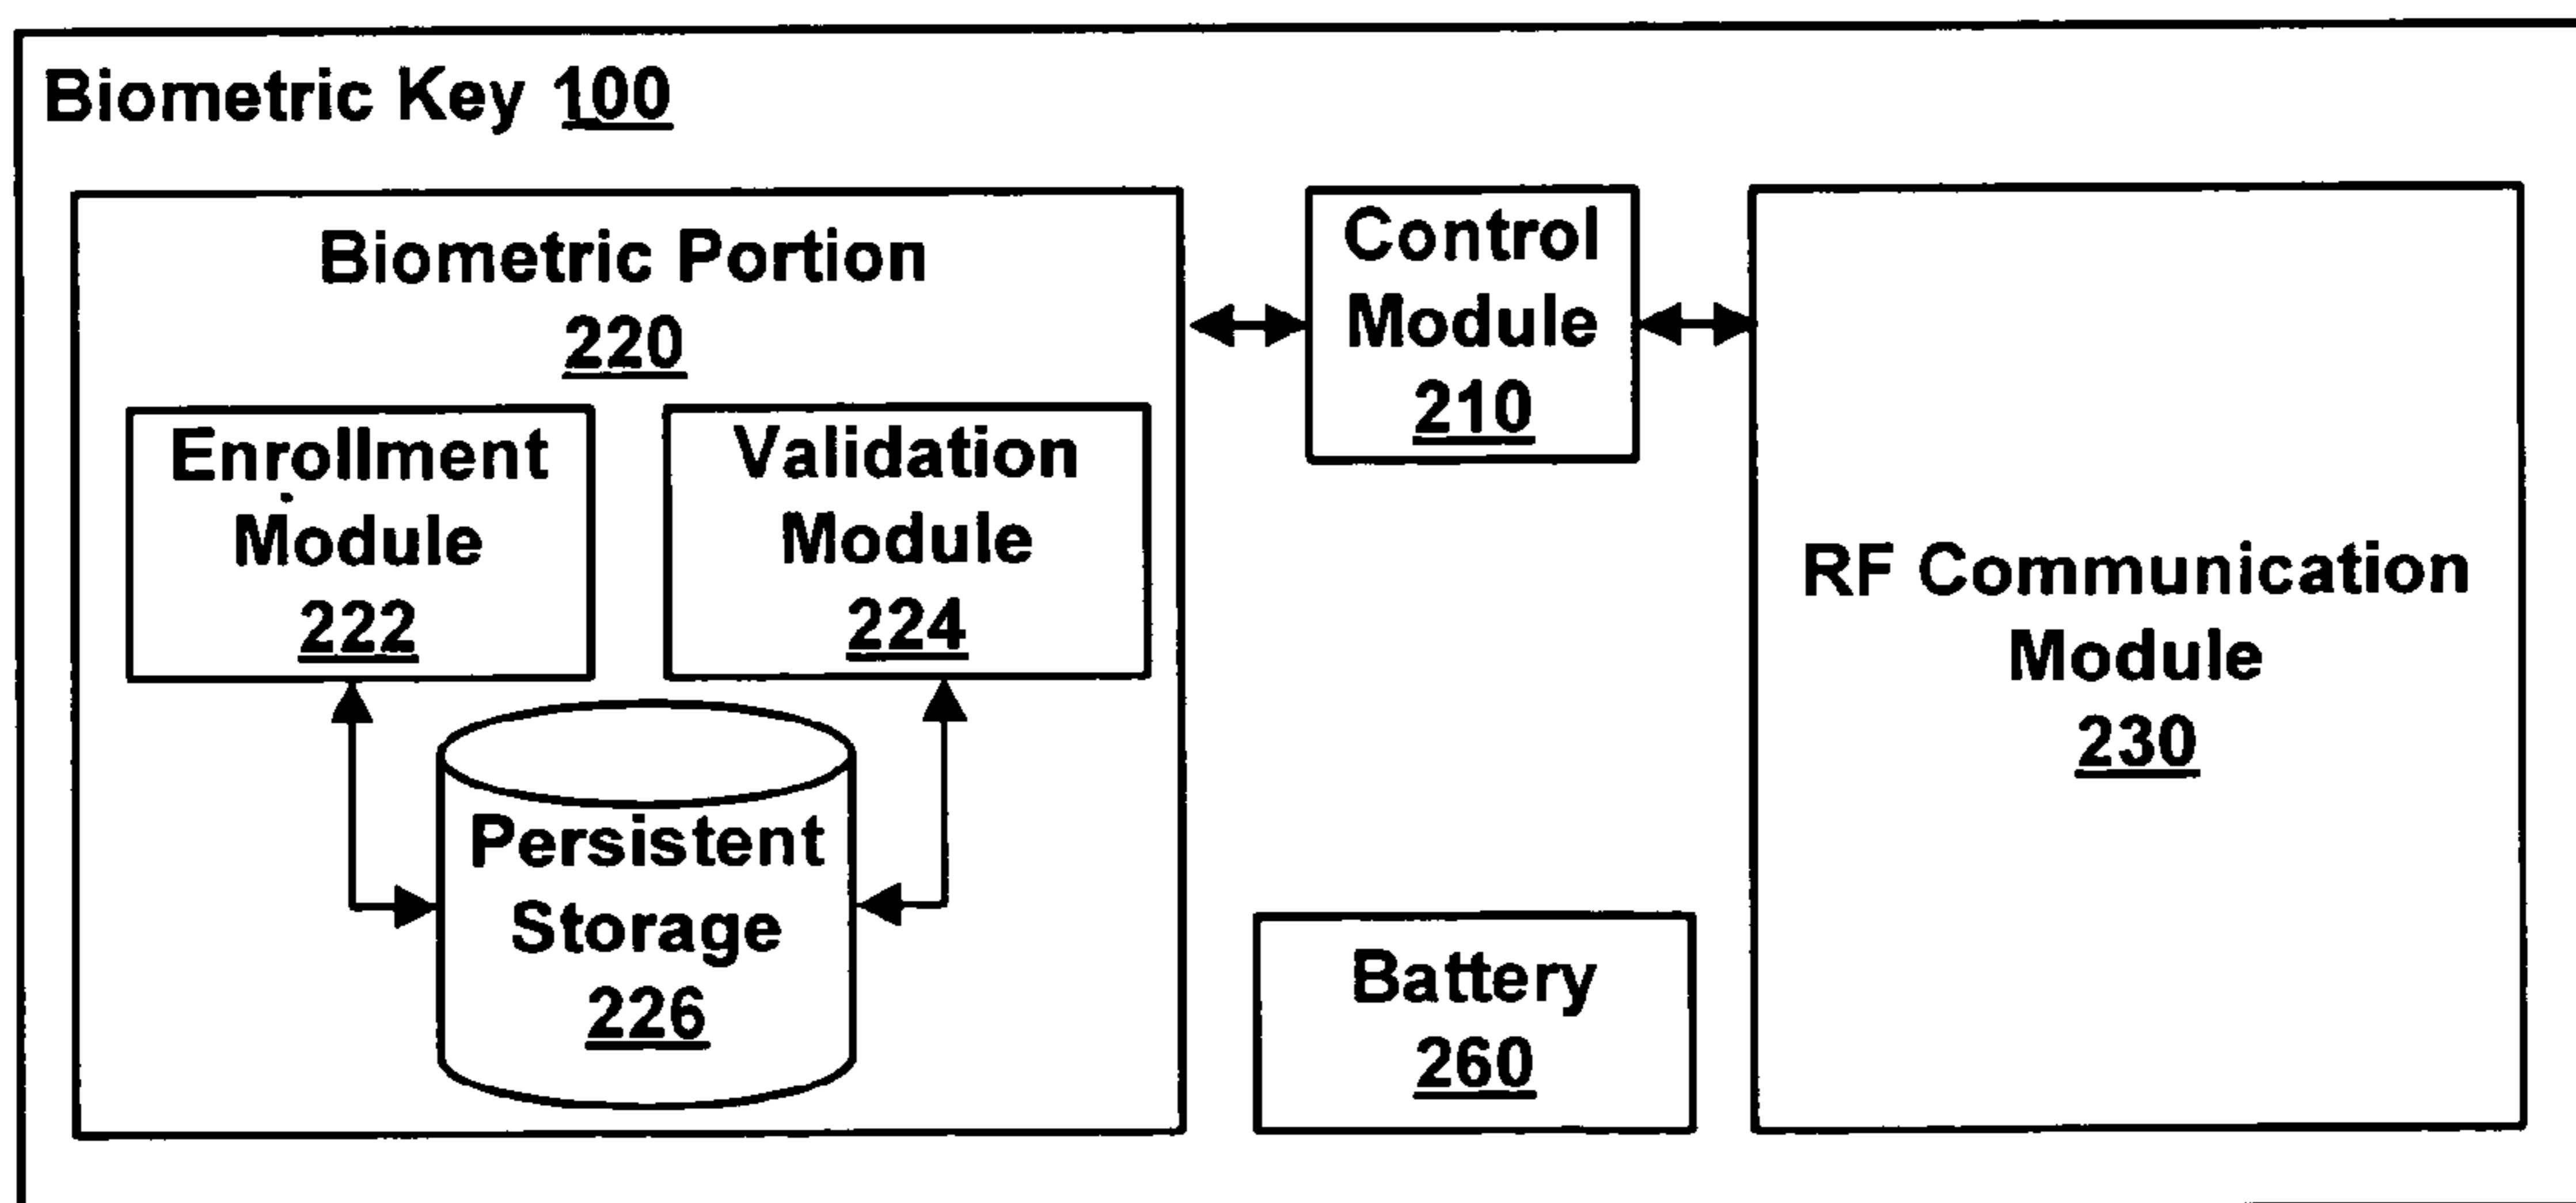 Biometric Key 100
Biometric Portion
220
Enrollment
Module
222
Validation
Module
224
Persistent
Storage
226
Control
Module
210
Battery
260
RF Communication
Module
230